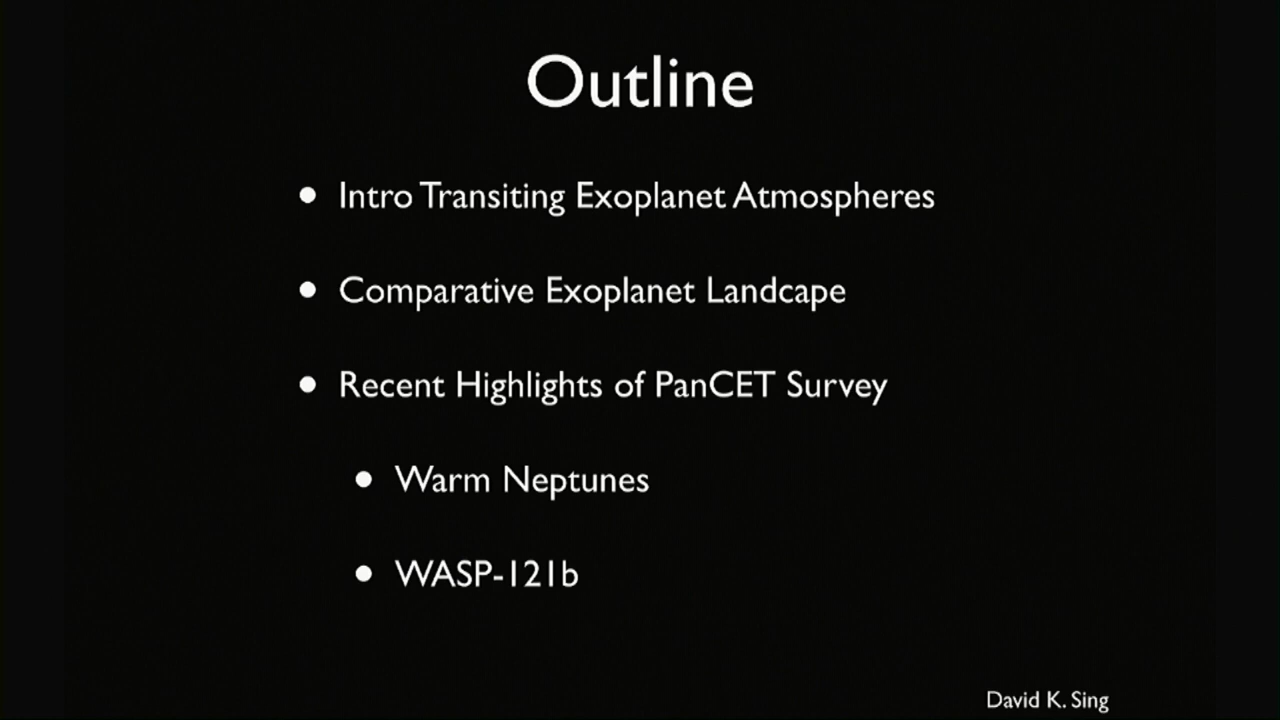 Outline
• Intro Transiting Exoplanet Atmospheres
• Comparative Exoplanet Landcape
• Recent Highlights of PanCET Survey
• Warm Neptunes
• WASP-121b
David K. Sing